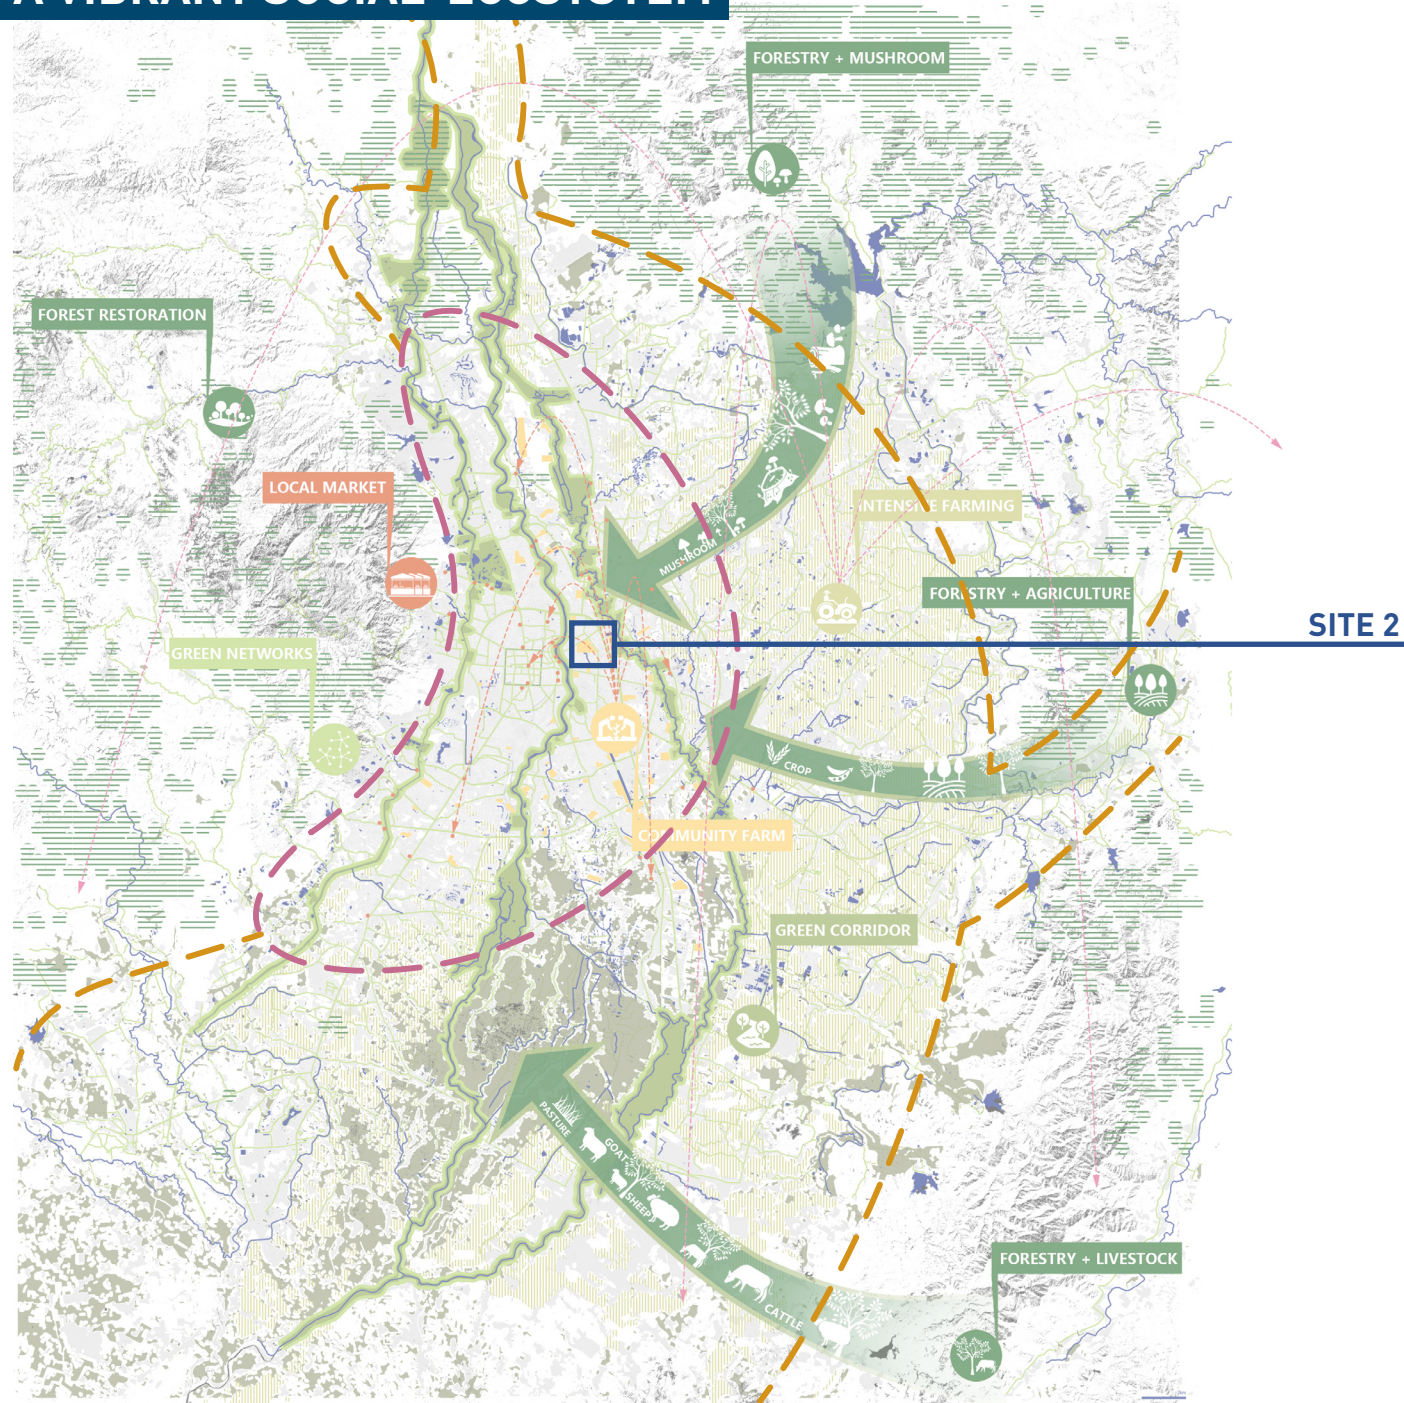 A VIBRANT SOCIAL-ECOSYSTEM
FORESTRY + MUSHROOM
FOREST RESTORATION
LOCAL MARKET
INTENSIVE FARMING
MUSHROOM
FORESTRY + AGRICULTURE
SITE 2
GREEN NETWORKS
CROP
COMMUNITY FARM
GREEN CORRIDOR
PASTURE
GOAT
SHEEP
FORESTRY + LIVESTOCK
CATTLE